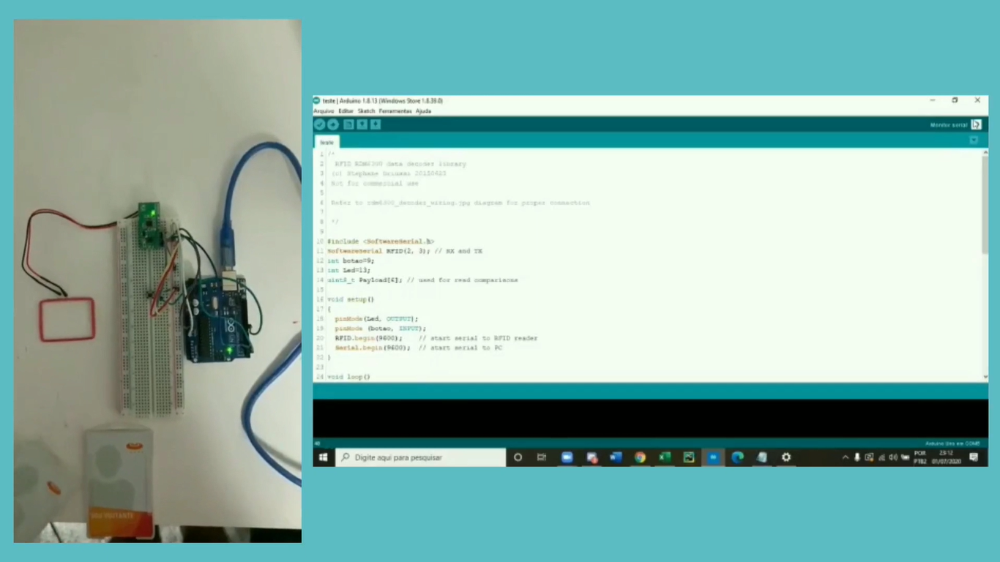 SOU VISITANTE
teste | Arduino 1.8.13 (Windows Store 1.8.39.0)
Arquivo Editar Sketch Ferramentas Ajuda
Monitor serial
teste
1 /*
2 RFID RDM6300 data decoder library
3 (c) Stephane Driussi 20150623
4 Not for commercial use
5
6 Refer to rdm6300_decoder_wiring.jpg diagram for proper connection
7
8 */
9
10 #include <SoftwareSerial.h>
11 SoftwareSerial RFID(2, 3); // RX and TX
12 int botao=9;
13 int Led=13;
14 uint8_t Payload[6]; // used for read comparisons
15
16 void setup()
17 {
18 pinMode(Led, OUTPUT);
19 pinMode (botao, INPUT);
20 RFID.begin(9600); // start serial to RFID reader
21 Serial.begin(9600); // start serial to PC
22 }
23
24 void loop()
Arduino Uno em COM8
Digite aqui para pesquisar
POR
PTB2
23:12
01/07/2020